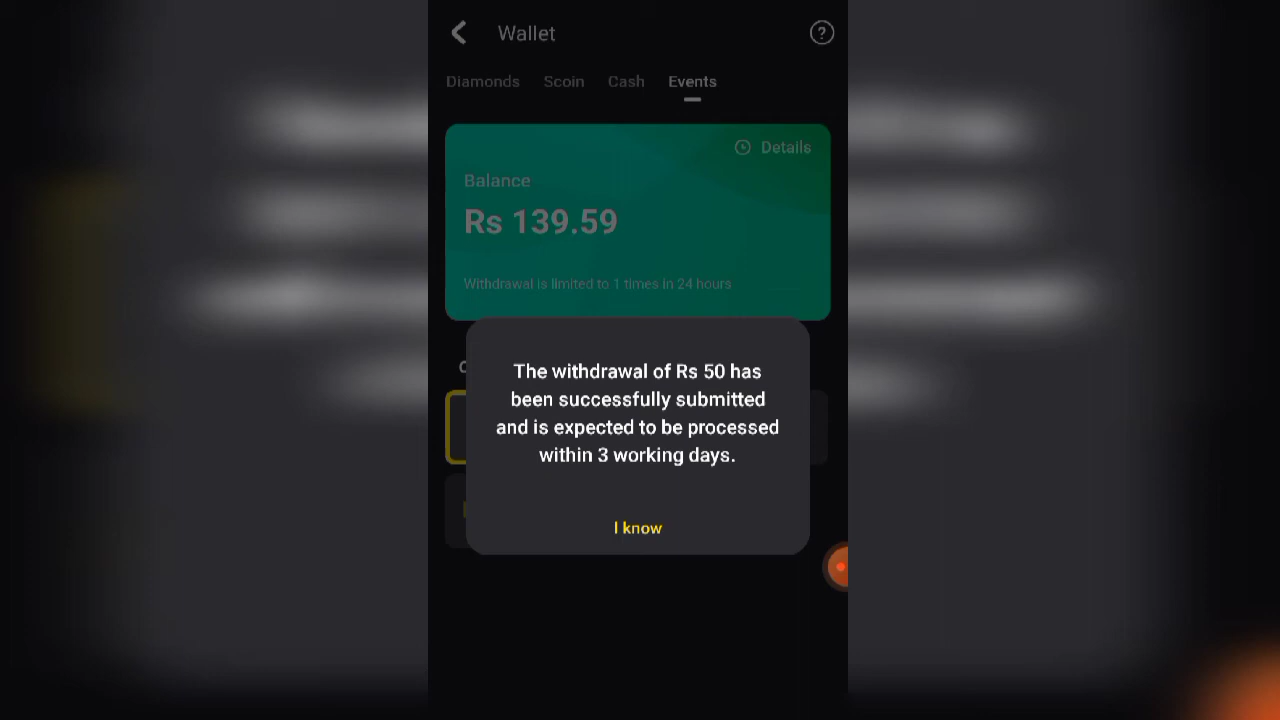 Wallet
?
Diamonds Scoin Cash Events
Details
Balance
Rs 139.59
Withdrawal is limited to 1 times in 24 hours
The withdrawal of Rs 50 has
been successfully submitted
and is expected to be processed
within 3 working days.
I know